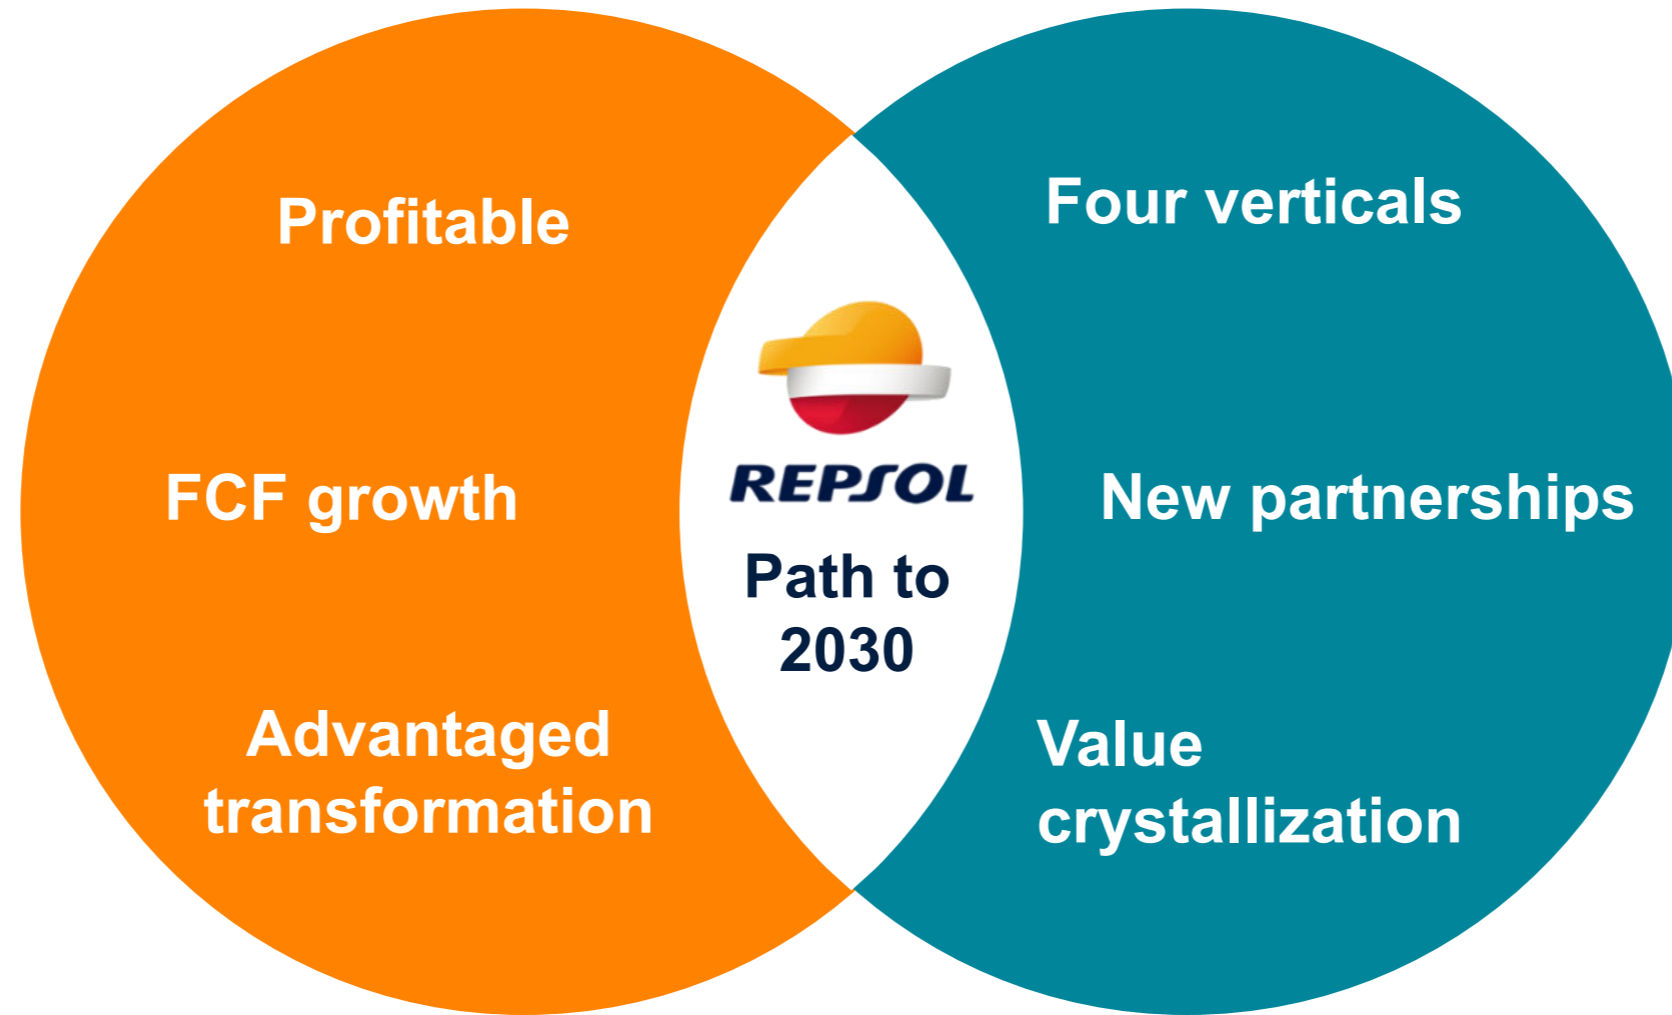 Profitable
FCF growth
Advantaged
transformation
REPSOL
Path to
2030
Four verticals
New partnerships
Value
crystallization